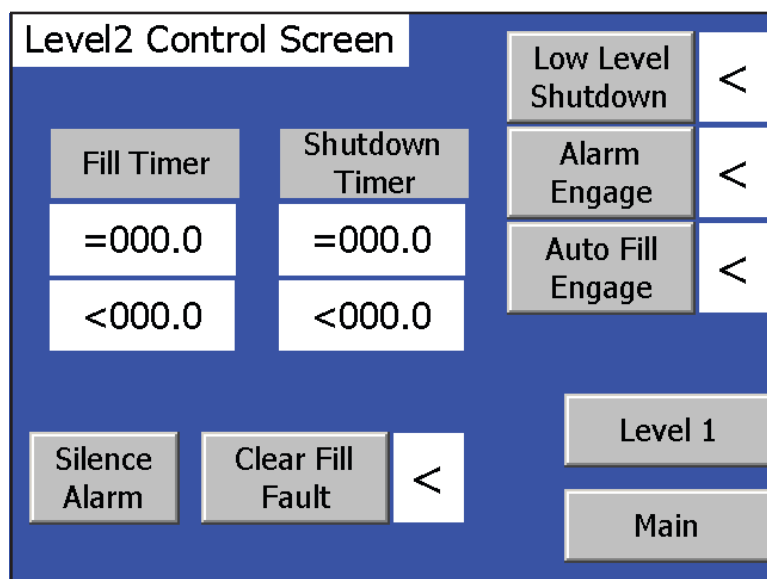 Level2 Control Screen
Low Level
Shutdown
<
Fill Timer
Shutdown
Timer
Alarm
Engage
<
=000.0
=000.0
Auto Fill
Engage
<
<000.0
<000.0
Level 1
Silence
Alarm
Clear Fill
Fault
<
Main